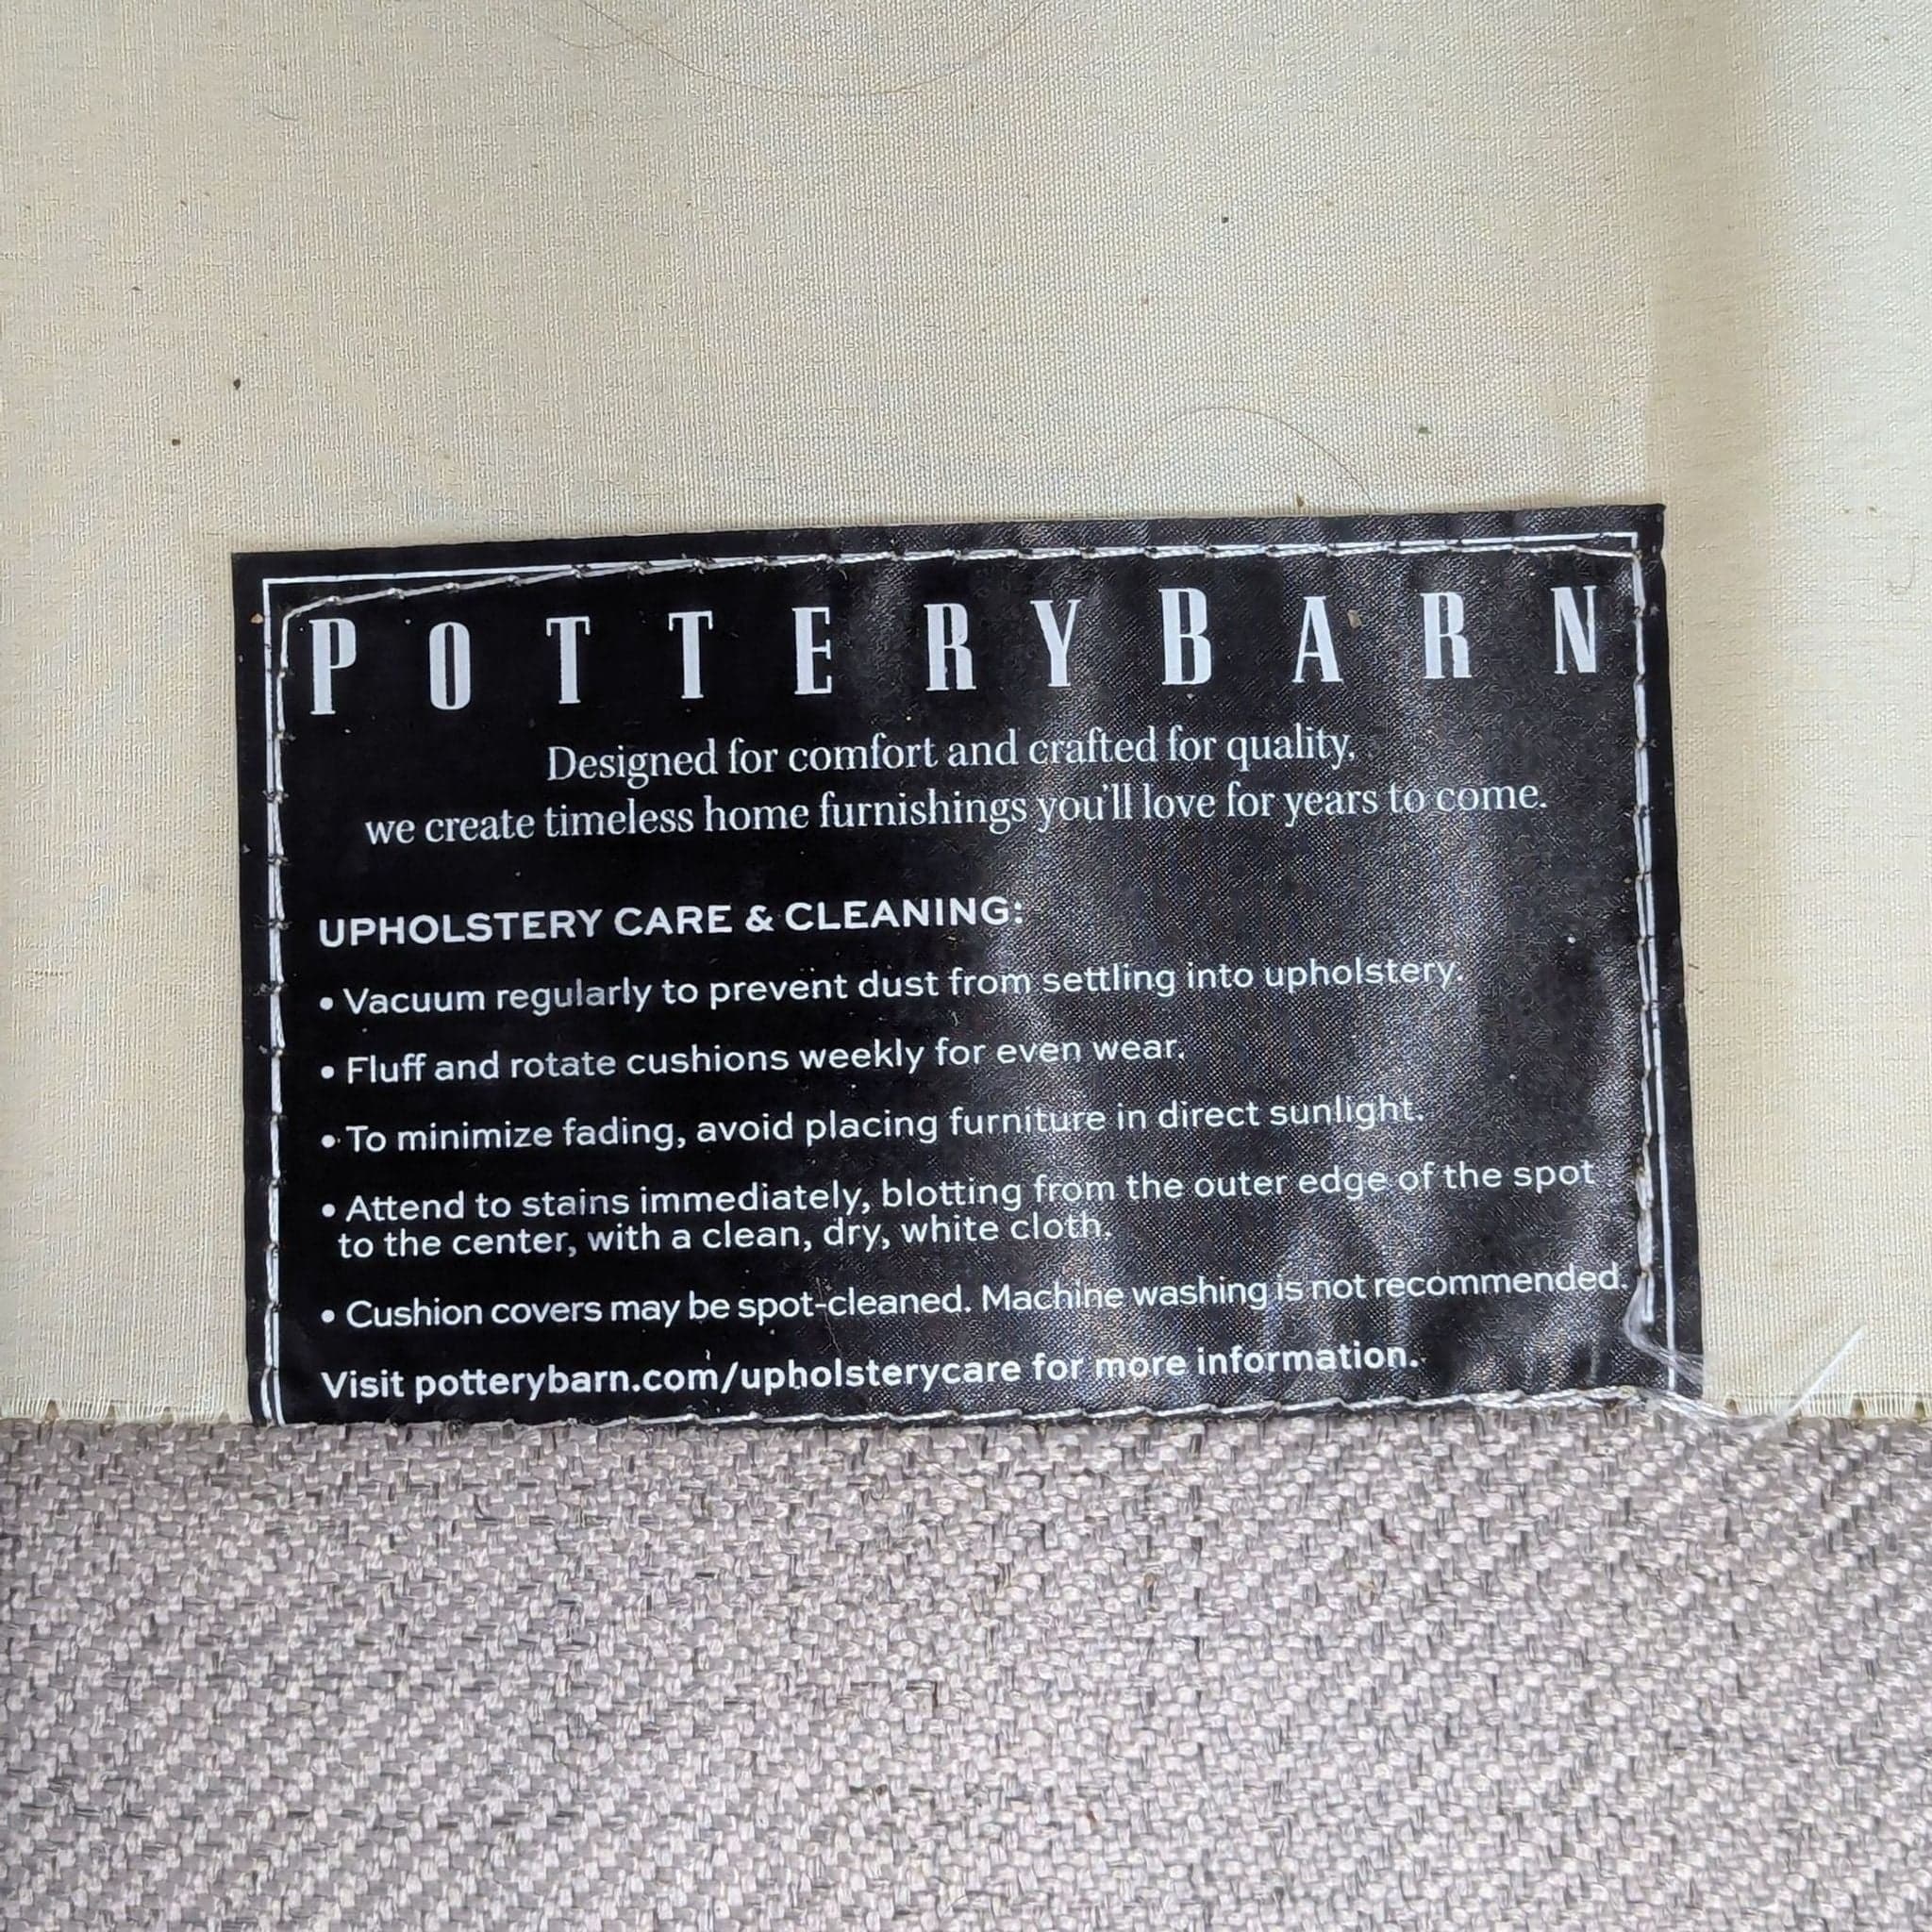 POTTERY BARN
Designed for comfort and crafted for quality,
we create timeless home furnishings you'll love for years to come.
UPHOLSTERY CARE & CLEANING:
• Vacuum regularly to prevent dust from settling into upholstery.
• Fluff and rotate cushions weekly for even wear.
• To minimize fading, avoid placing furniture in direct sunlight.
• Attend to stains immediately, blotting from the outer edge of the spot
to the center, with a clean, dry, white cloth.
• Cushion covers may be spot-cleaned. Machine washing is not recommended.
Visit potterybarn.com/upholsterycare for more information.